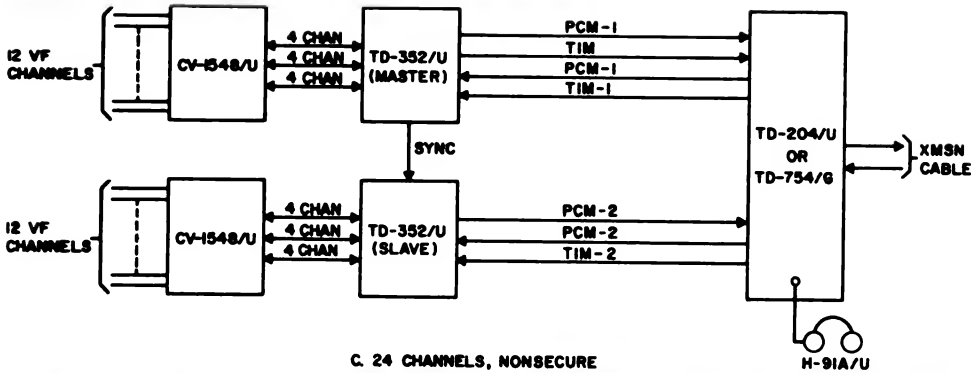 12 VF
CHANNELS
CV-1548/U
4 CHAN
4 CHAN
4 CHAN
TD-352/U
(MASTER)
PCM-1
TIM
PCM-1
TIM-1
SYNC
TD-204/U
OR
TD-754/G
XMSN
CABLE
12 VF
CHANNELS
CV-1548/U
4 CHAN
4 CHAN
4 CHAN
TD-352/U
(SLAVE)
PCM-2
PCM-2
TIM-2
H-91A/U
C. 24 CHANNELS, NONSECURE